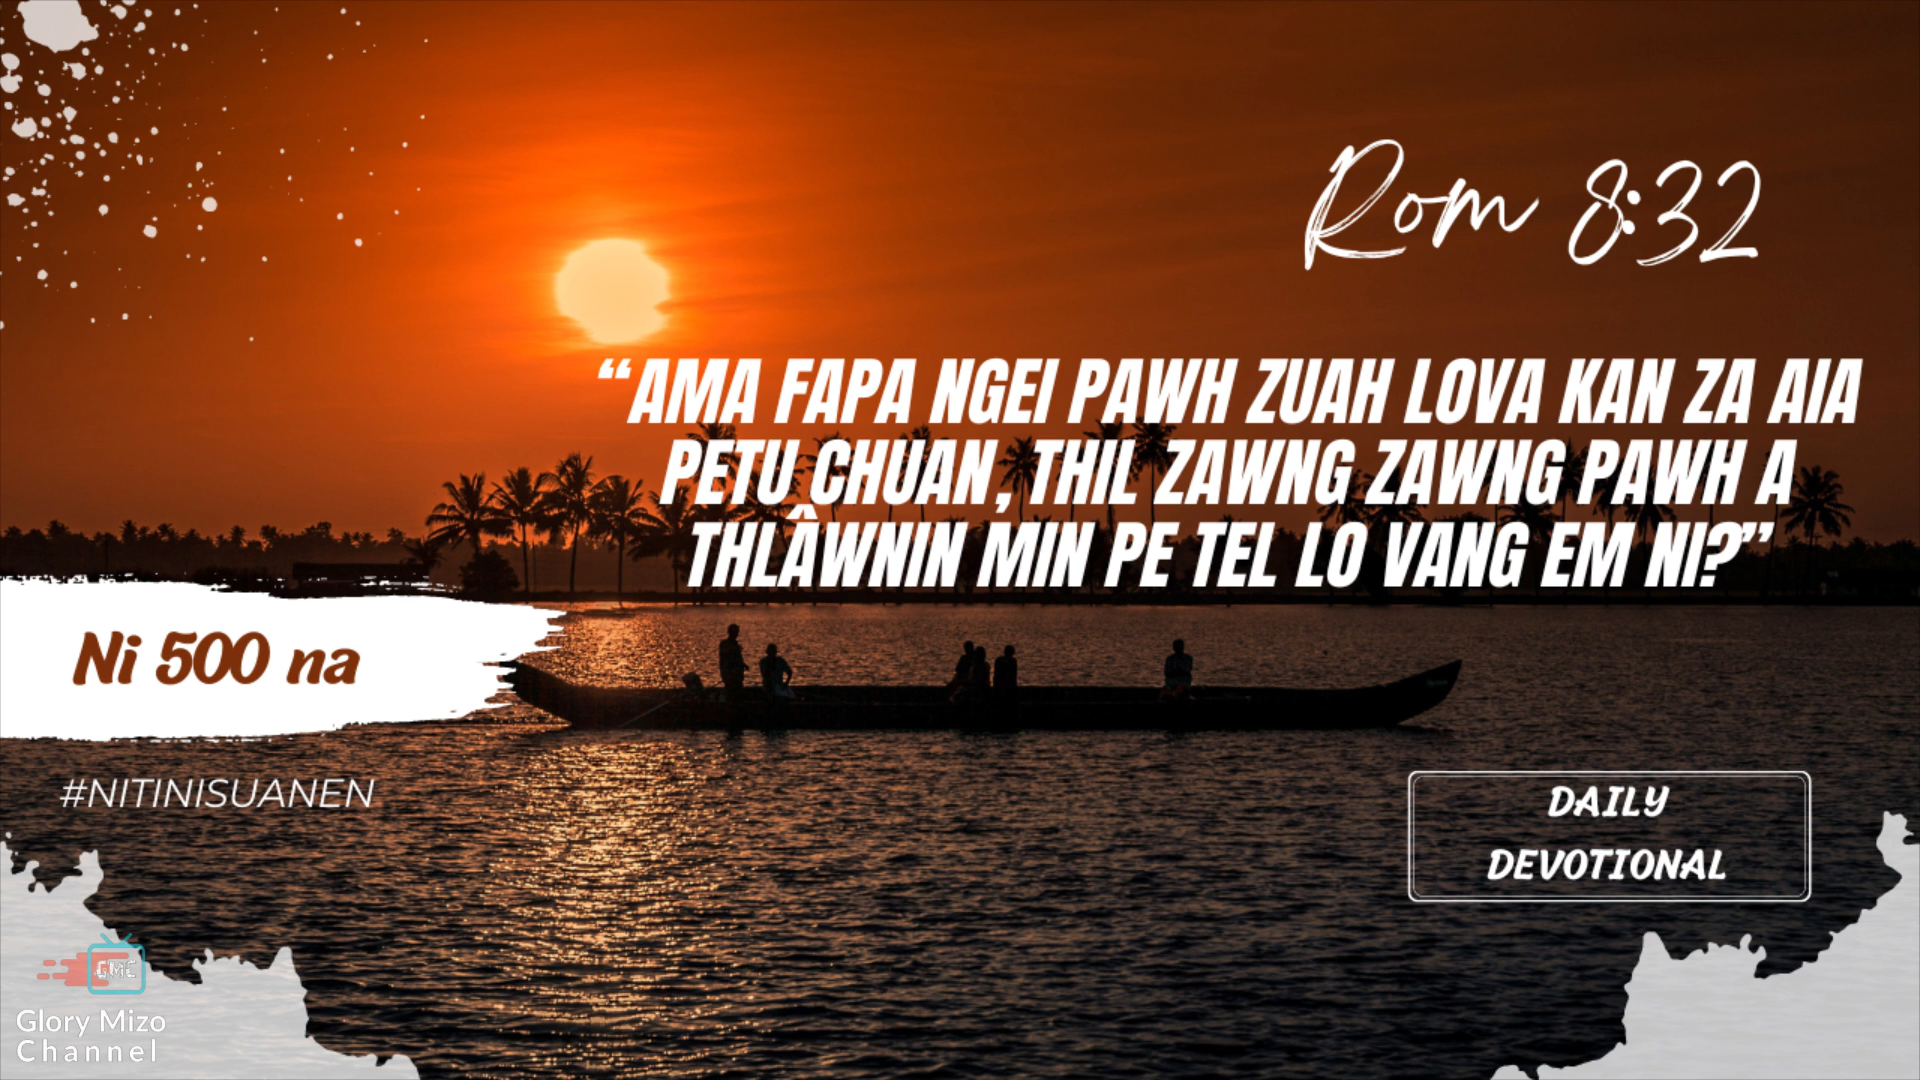 Rom 8:32
“AMA FAPA NGEI PAWH ZUAH LOVA KAN ZA AIA
PETU CHUAN, THIL ZAWNG ZAWNG PAWH A
THLÂWNIN MIN PE TEL LO VANG EM NI?”
Ni 500 na
#NITINISUANEN
DAILY
DEVOTIONAL
GMC
Glory Mizo
Channel